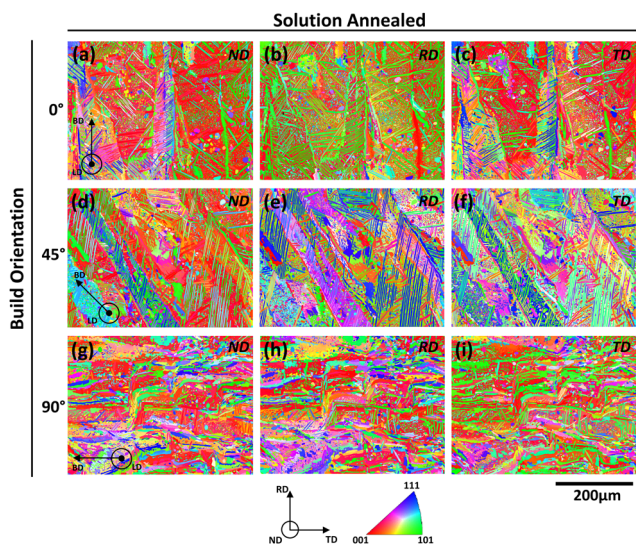 Solution Annealed
Build Orientation
0°
(a) ND
BD
LD
(b) RD
(c) TD
45°
(d) ND
BD
LD
(e) RD
(f) TD
90°
(g) ND
BD
LD
(h) RD
(i) TD
200μm
RD
ND
TD
111
001
101